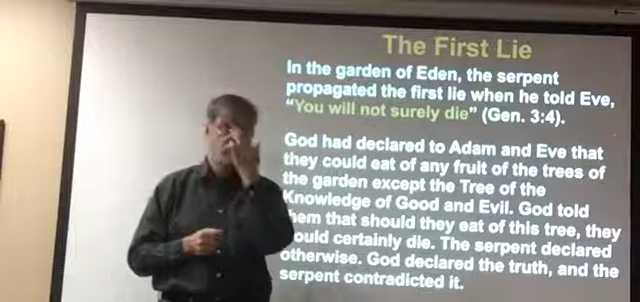 The First Lie
In the garden of Eden, the serpent
propagated the first lie when he told Eve,
“You will not surely die” (Gen. 3:4).
God had declared to Adam and Eve that
they could eat of any fruit of the trees of
the garden except the Tree of the
Knowledge of Good and Evil. God told
hem that should they eat of this tree, they
ould certainly die. The serpent declared
otherwise. God declared the truth, and the
serpent contradicted it.